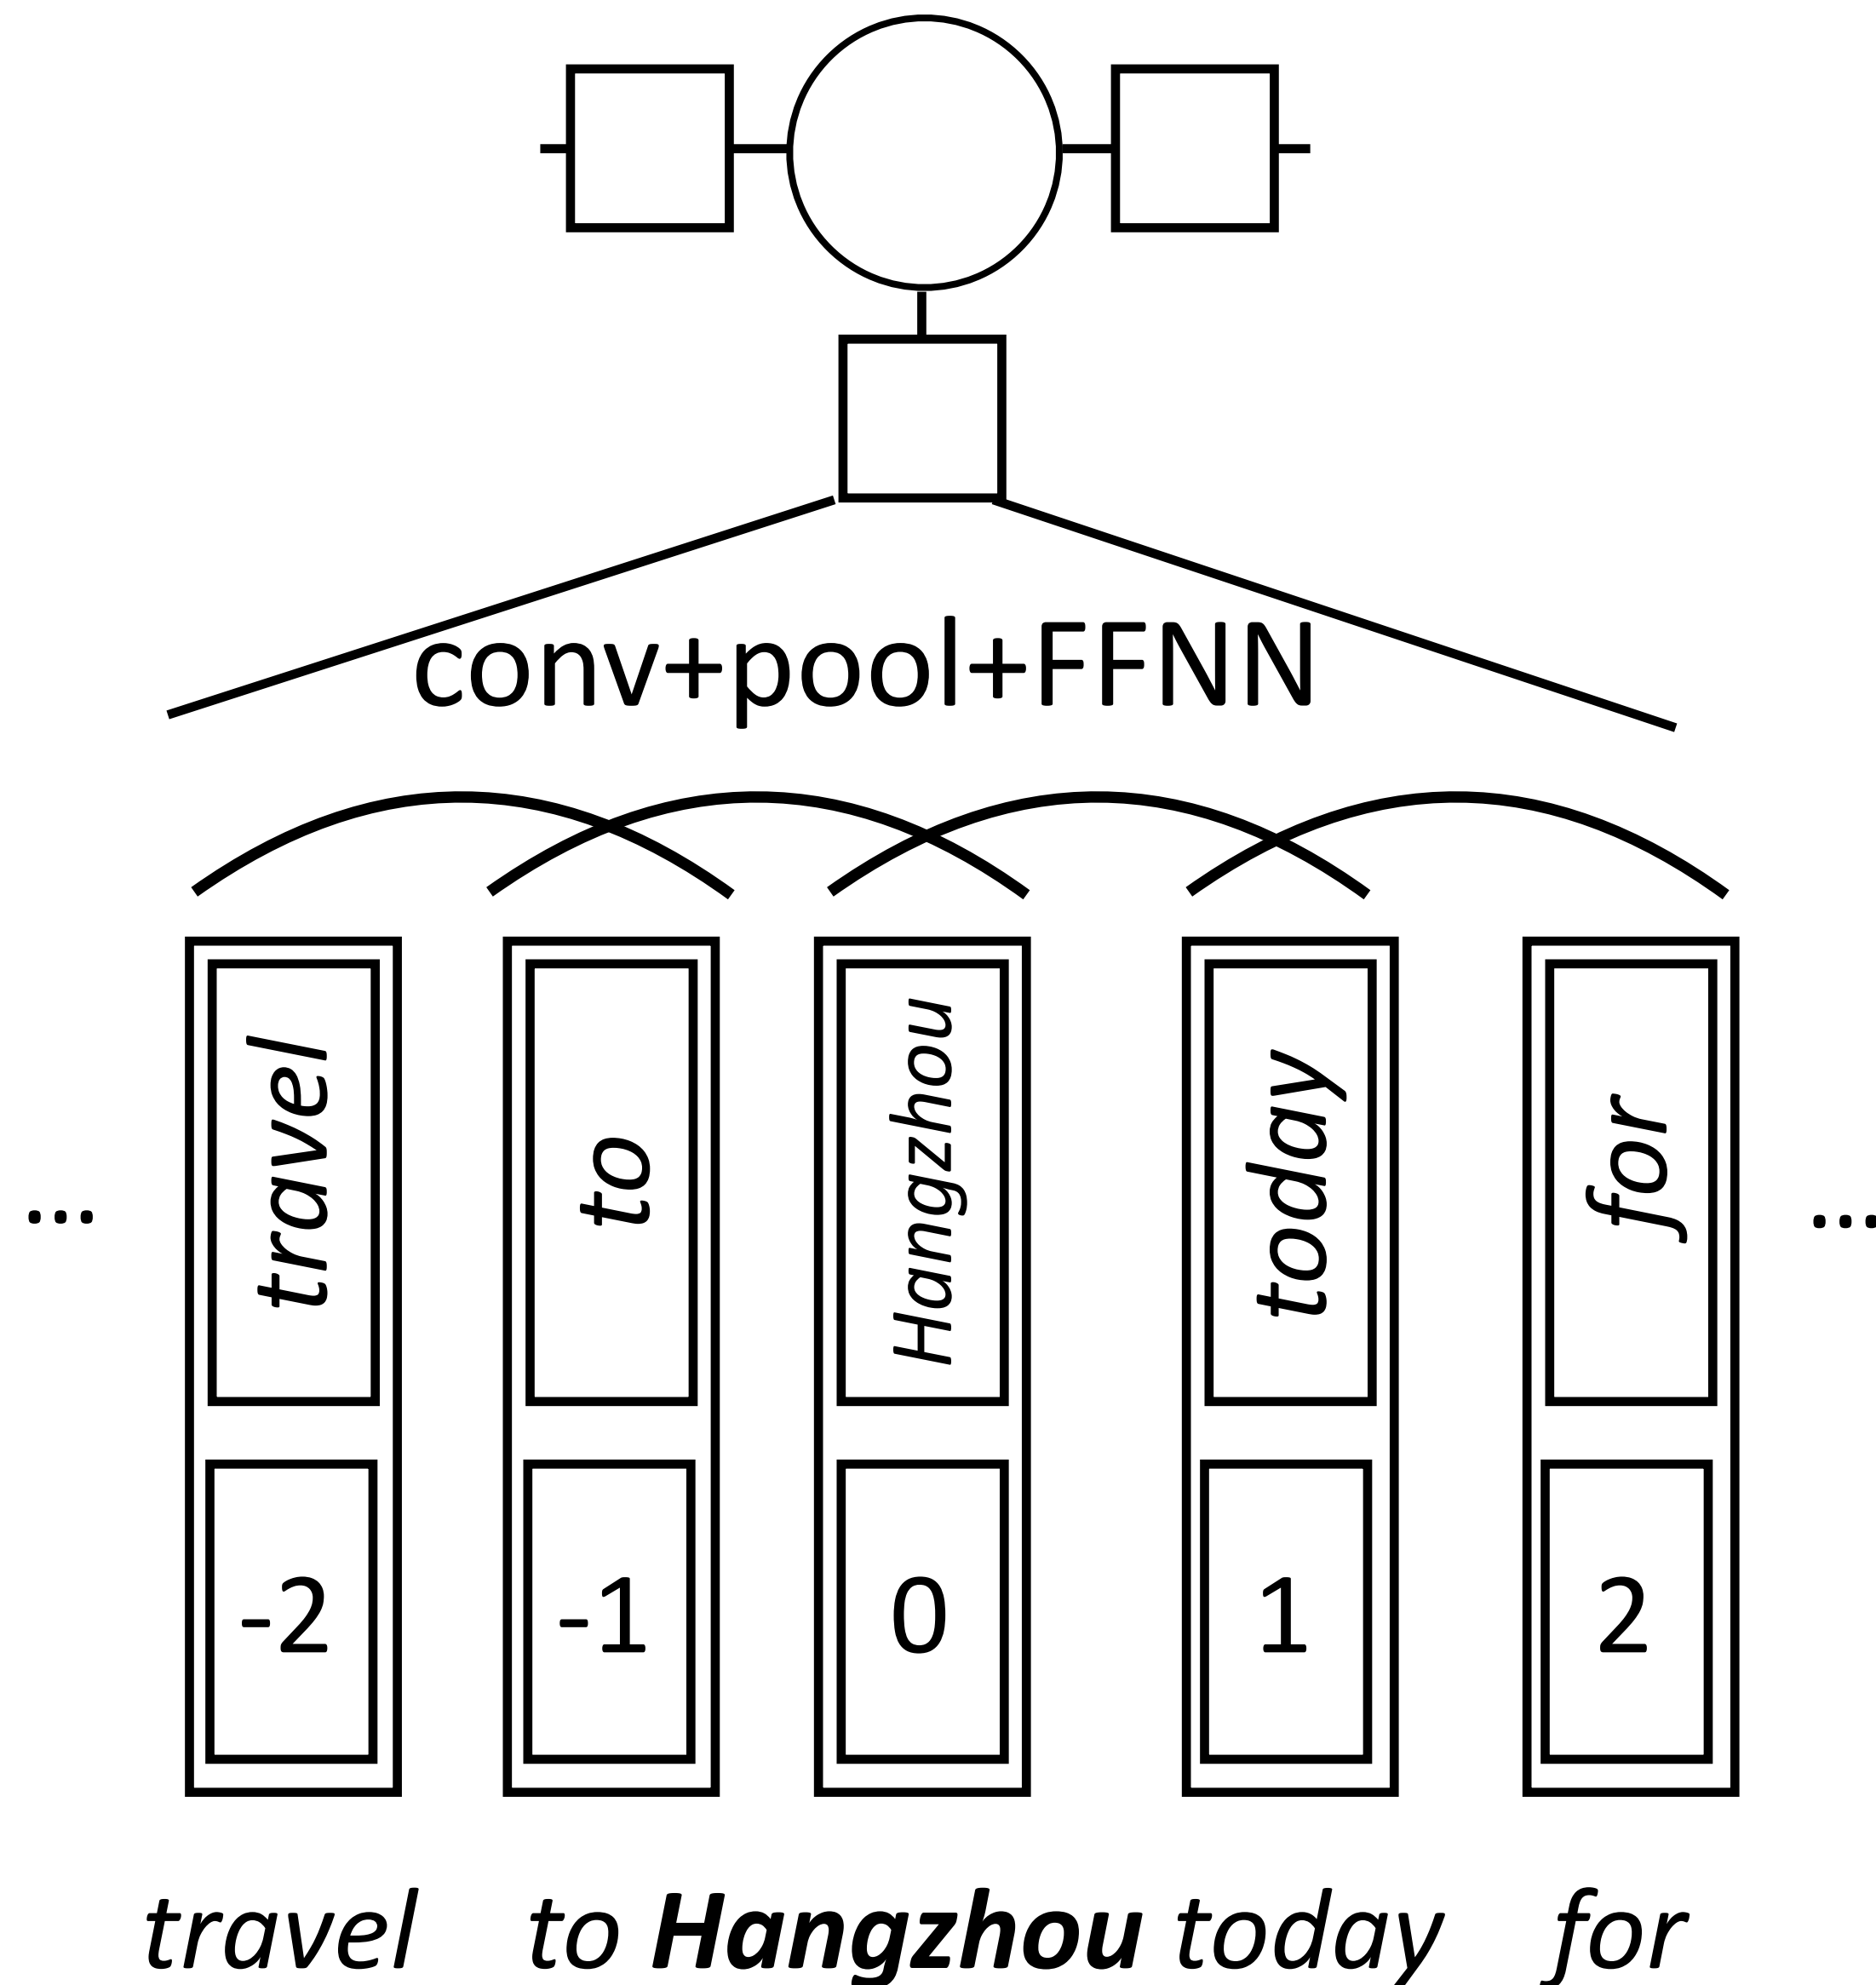 conv+pool+FFNN
... travel to Hangzhou today for ...
-2 -1 0 1 2
travel to Hangzhou today for